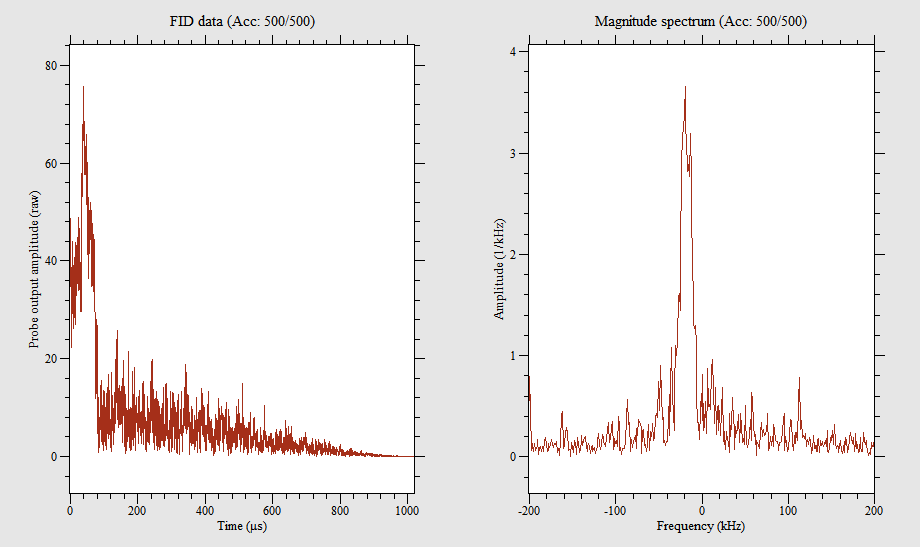 FID data (Acc: 500/500)
80
60
40
20
0
Probe output amplitude (raw)
0 200 400 600 800 1000
Time (µs)
Magnitude spectrum (Acc: 500/500)
4
3
2
1
0
Amplitude (1/kHz)
-200 -100 0 100 200
Frequency (kHz)